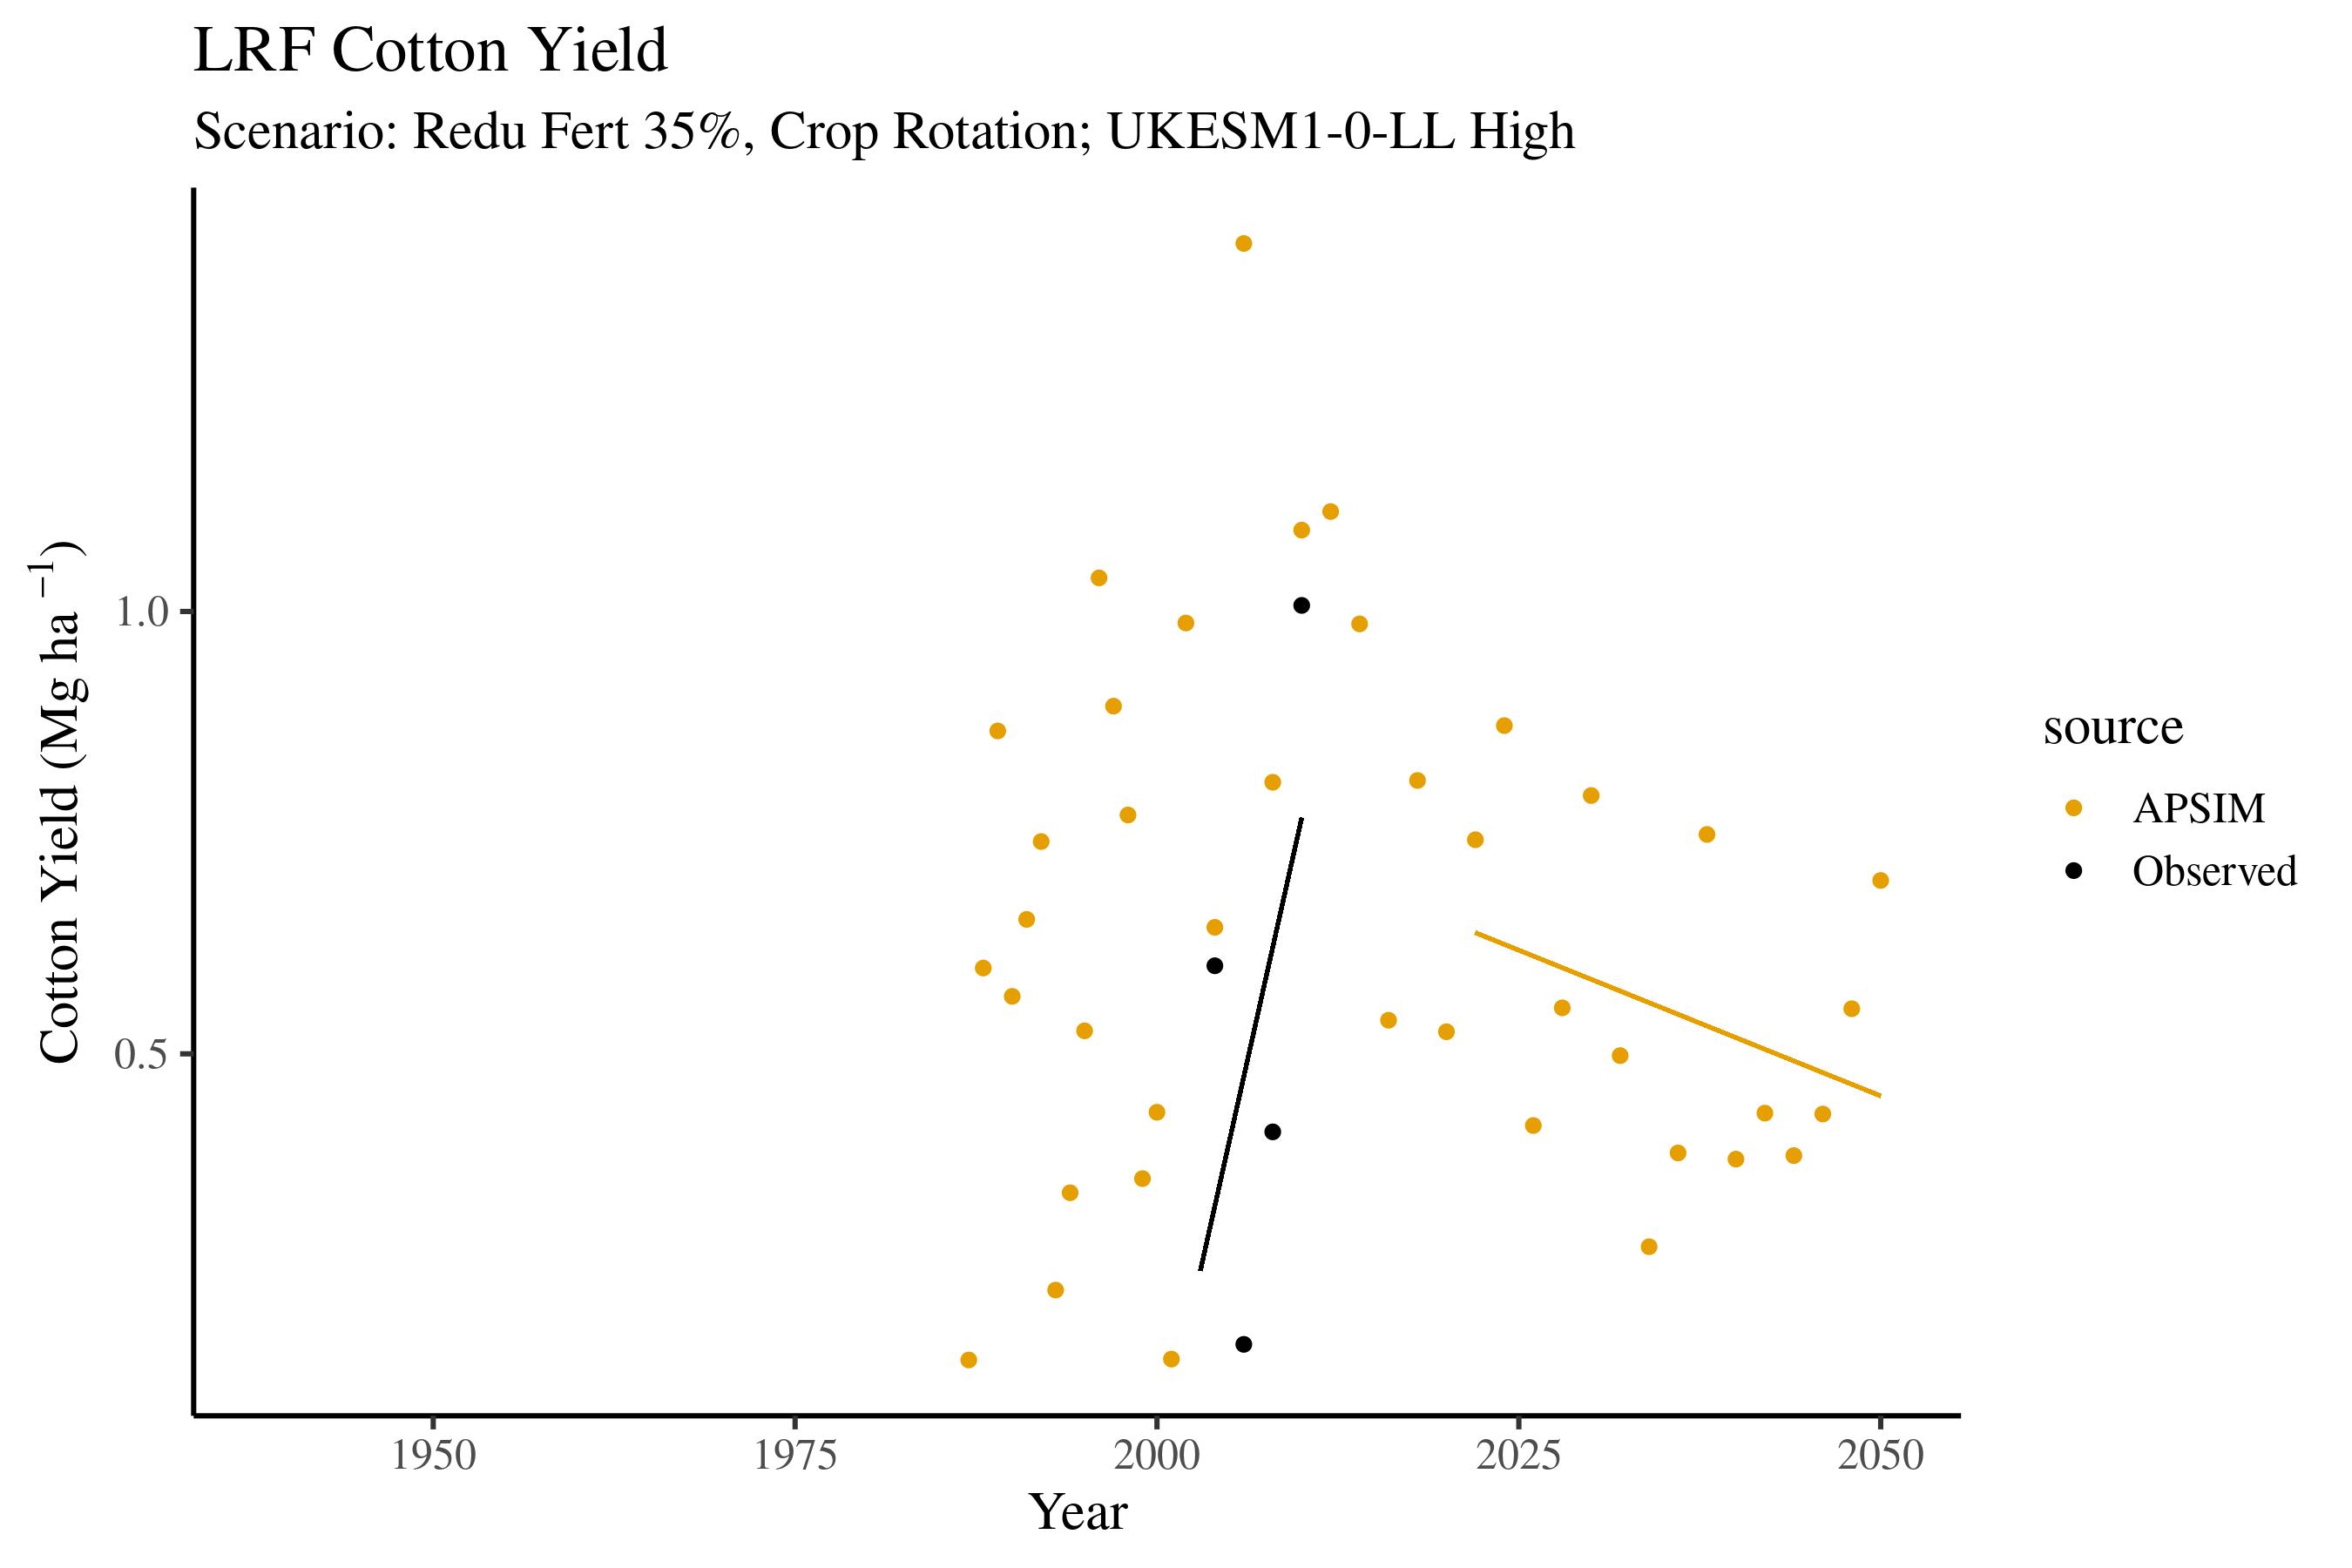 LRF Cotton Yield
Scenario: Redu Fert 35%, Crop Rotation; UKESM1-0-LL High
Cotton Yield (Mg ha −1)
1.0
0.5
1950 1975 2000 2025 2050
Year
source
APSIM
Observed